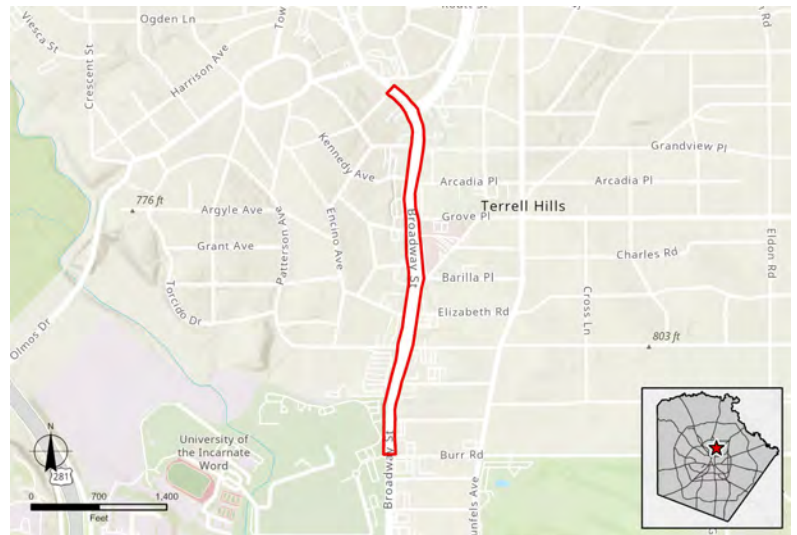 Ogden Ln
Viesca St
Crescent St
Harrison Ave
Kennedy Ave
Grandview Pl
Arcadia Pl
Arcadia Pl
776 ft
Terrell Hills
Argyle Ave
Patterson Ave
Encino Ave
Broadway St
Grove Pl
Grant Ave
Charles Rd
Eldon Rd
Barilla Pl
Torcido Dr
Cross Ln
Elizabeth Rd
Olmos Dr
803 ft
N
281
University of
the Incarnate
Word
Broadway St
Burr Rd
0 700 1,400
Feet